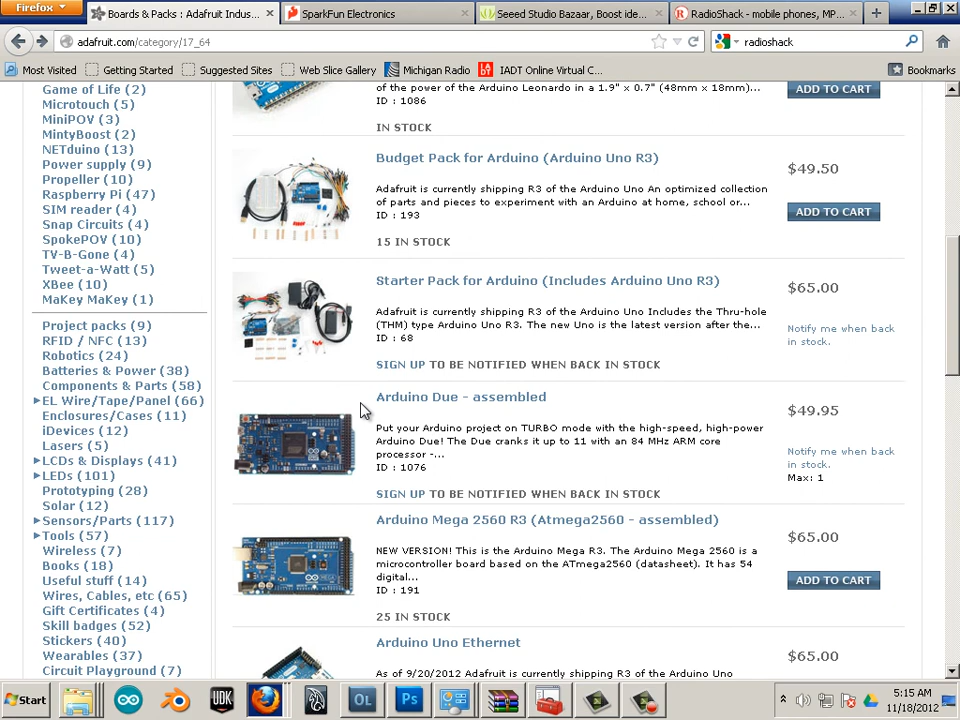 Firefox
Boards & Packs : Adafruit Indus...
SparkFun Electronics
Seeed Studio Bazaar, Boost ide...
RadioShack - mobile phones, MP...
adafruit.com/category/17_64
radioshack
Most Visited
Getting Started
Suggested Sites
Web Slice Gallery
Michigan Radio
IADT Online Virtual C...
Bookmarks
Game of Life (2)
Microtouch (5)
MiniPOV (3)
MintyBoost (2)
NETduino (13)
Power supply (9)
Propeller (10)
Raspberry Pi (47)
SIM reader (4)
Snap Circuits (4)
SpokePOV (10)
TV-B-Gone (4)
Tweet-a-Watt (5)
XBee (10)
MaKey MaKey (1)
Project packs (9)
RFID / NFC (13)
Robotics (24)
Batteries & Power (38)
Components & Parts (58)
EL Wire/Tape/Panel (66)
Enclosures/Cases (11)
iDevices (12)
Lasers (5)
LCDs & Displays (41)
LEDs (101)
Prototyping (28)
Solar (12)
Sensors/Parts (117)
Tools (57)
Wireless (7)
Books (18)
Useful stuff (14)
Wires, Cables, etc (65)
Gift Certificates (4)
Skill badges (52)
Stickers (40)
Wearables (37)
Circuit Playground (7)
of the power of the Arduino Leonardo in a 1.9" x 0.7" (48mm x 18mm)...
ID : 1086
IN STOCK
ADD TO CART
Budget Pack for Arduino (Arduino Uno R3)
Adafruit is currently shipping R3 of the Arduino Uno An optimized collection
of parts and pieces to experiment with an Arduino at home, school or...
ID : 193
15 IN STOCK
$49.50
ADD TO CART
Starter Pack for Arduino (Includes Arduino Uno R3)
Adafruit is currently shipping R3 of the Arduino Uno Includes the Thru-hole
(THM) type Arduino Uno R3. The new Uno is the latest version after the...
ID : 68
SIGN UP TO BE NOTIFIED WHEN BACK IN STOCK
$65.00
Notify me when back
in stock.
Arduino Due - assembled
Put your Arduino project on TURBO mode with the high-speed, high-power
Arduino Due! The Due cranks it up to 11 with an 84 MHz ARM core
processor -...
ID : 1076
SIGN UP TO BE NOTIFIED WHEN BACK IN STOCK
$49.95
Notify me when back
in stock.
Max: 1
Arduino Mega 2560 R3 (Atmega2560 - assembled)
NEW VERSION! This is the Arduino Mega R3. The Arduino Mega 2560 is a
microcontroller board based on the ATmega2560 (datasheet). It has 54
digital...
ID : 191
25 IN STOCK
$65.00
ADD TO CART
Arduino Uno Ethernet
As of 9/20/2012 Adafruit is currently shipping R3 of the Arduino Uno
$65.00
Start
UDK
OL
Ps
5:15 AM
11/18/2012